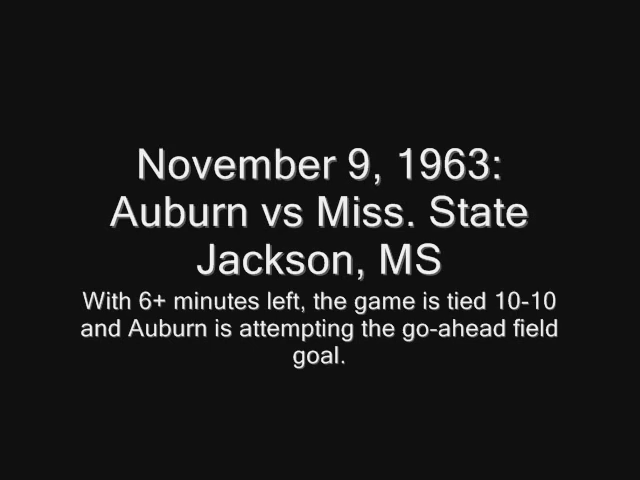 November 9, 1963:
Auburn vs Miss. State
Jackson, MS
With 6+ minutes left, the game is tied 10-10
and Auburn is attempting the go-ahead field
goal.